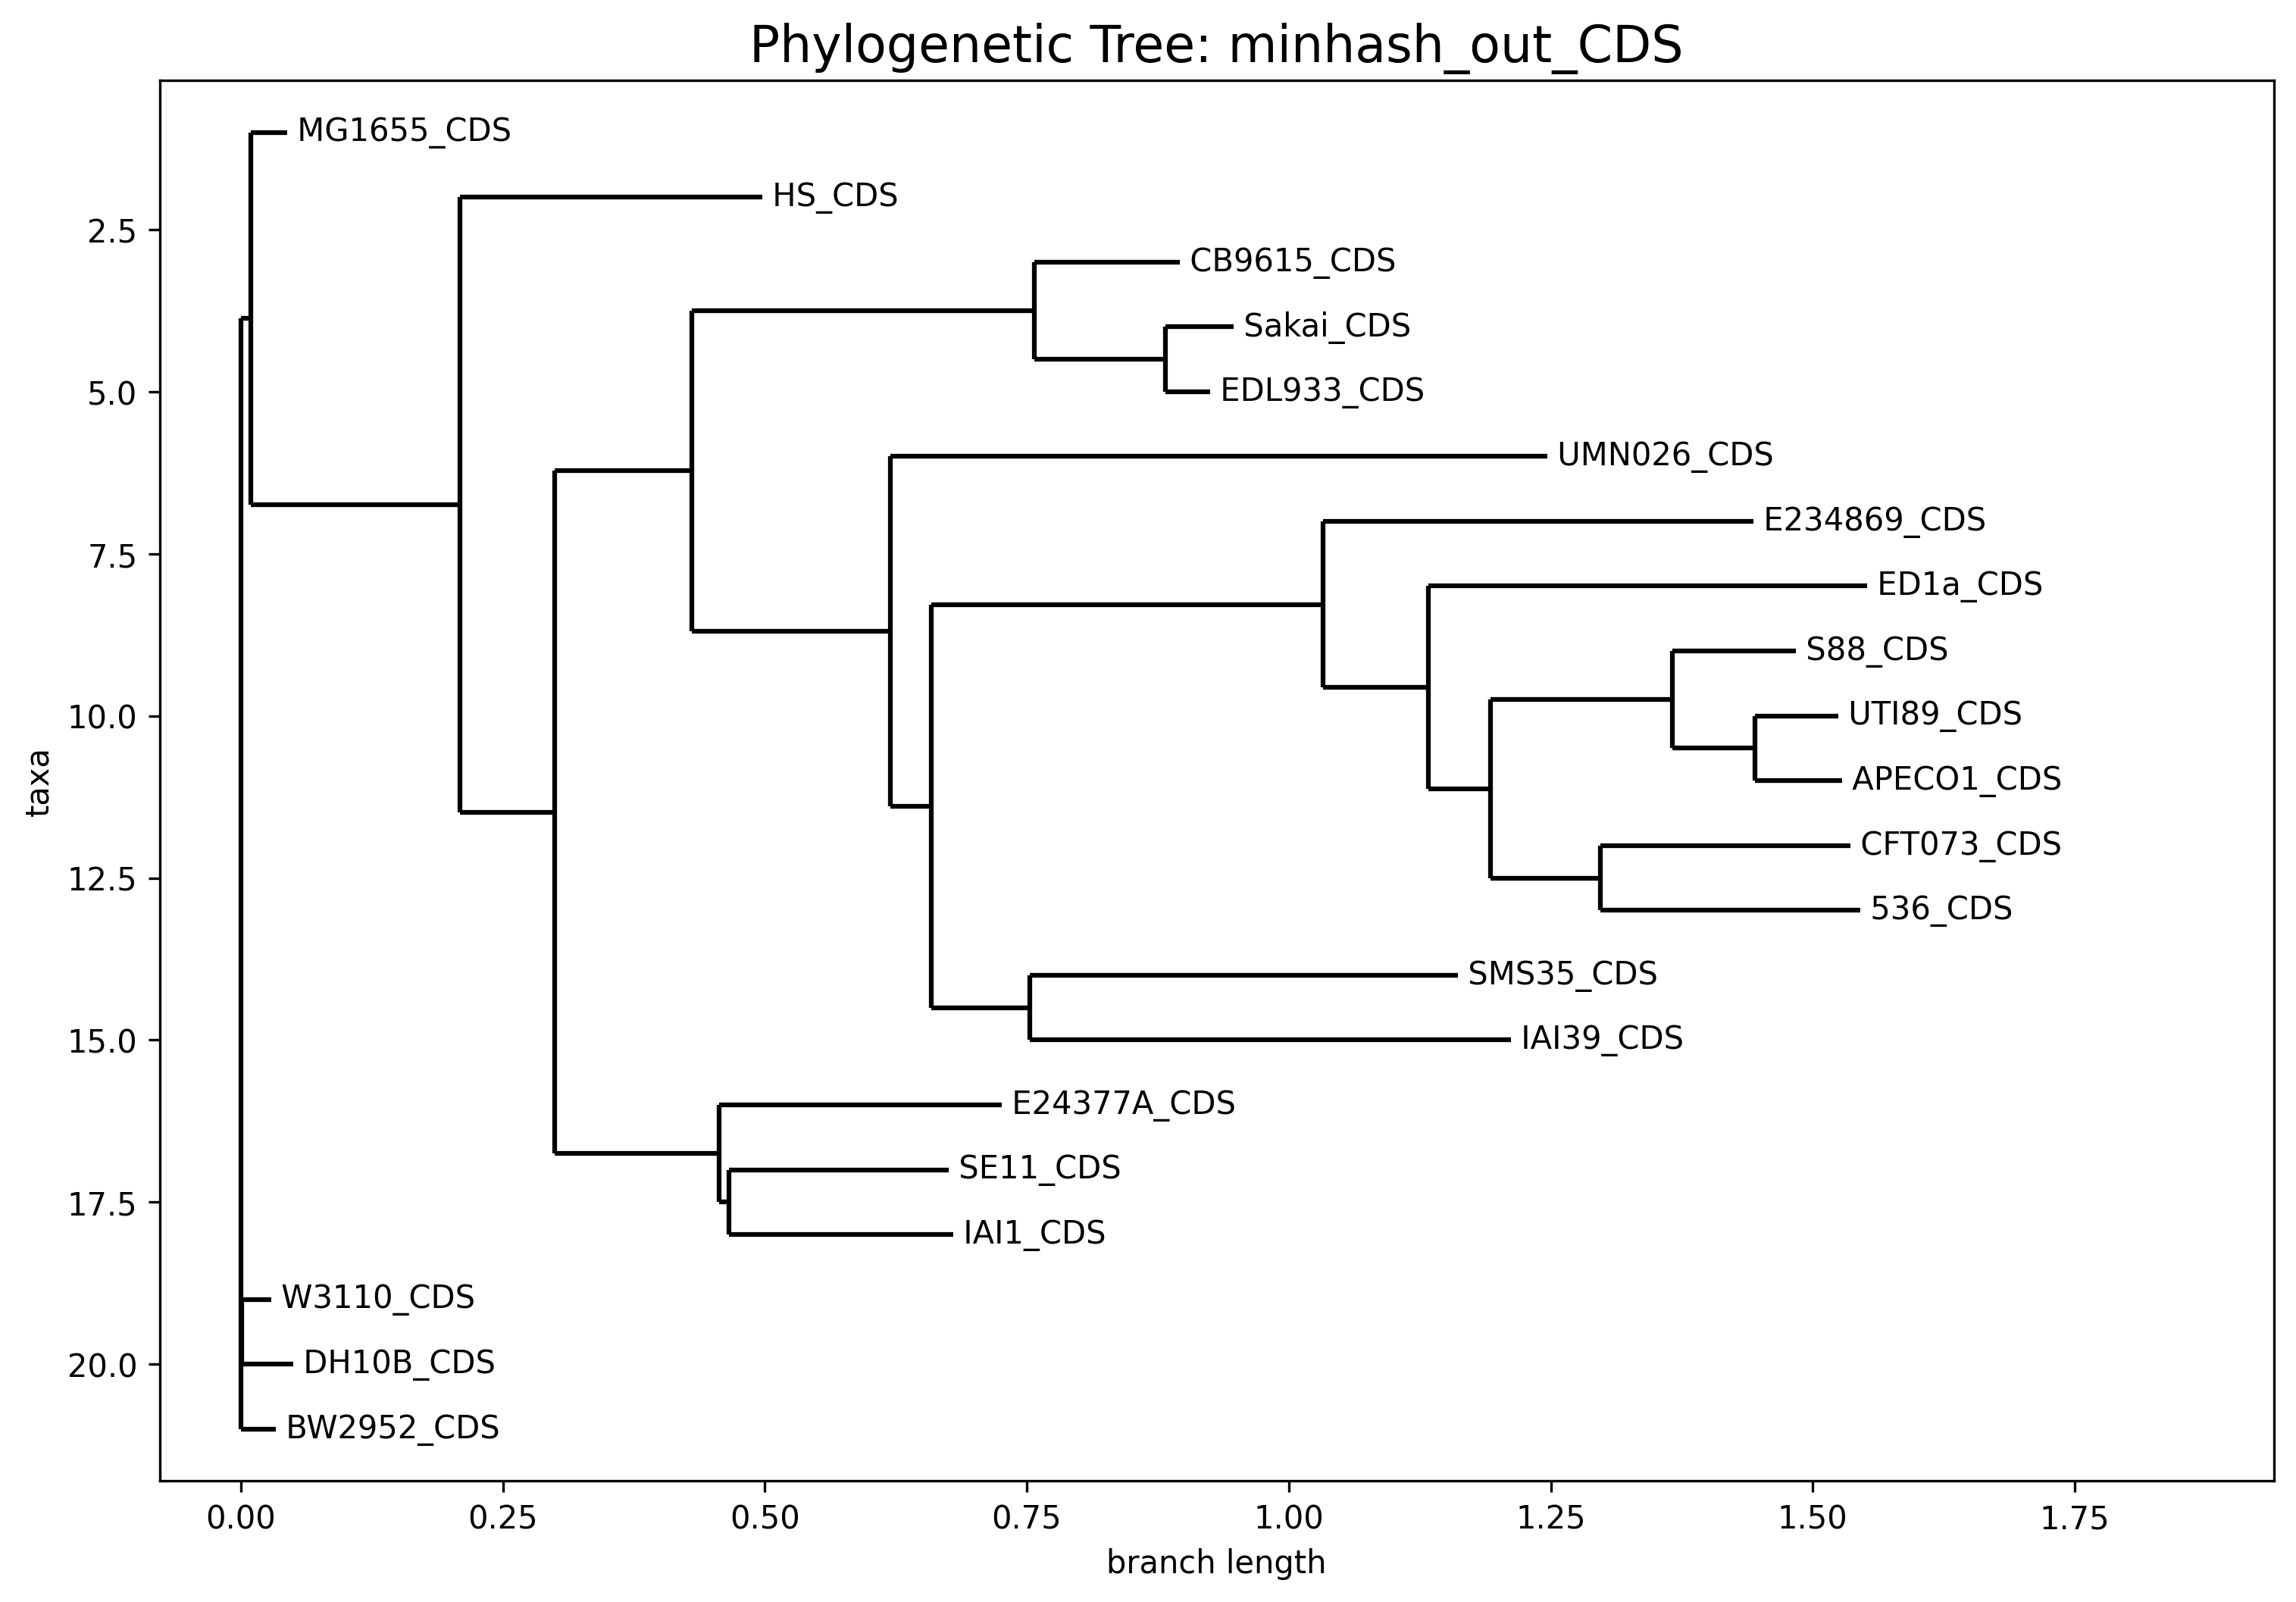 Phylogenetic Tree: minhash_out_CDS
MG1655_CDS
HS_CDS
2.5
CB9615_CDS
Sakai_CDS
5.0
EDL933_CDS
UMN026_CDS
E234869_CDS
7.5
ED1a_CDS
S88_CDS
10.0
UTI89_CDS
taxa
APECO1_CDS
CFT073_CDS
12.5
536_CDS
SMS35_CDS
15.0
IAI39_CDS
E24377A_CDS
SE11_CDS
17.5
IAI1_CDS
W3110_CDS
20.0
DH10B_CDS
BW2952_CDS
0.00 0.25 0.50 0.75 1.00 1.25 1.50 1.75
branch length